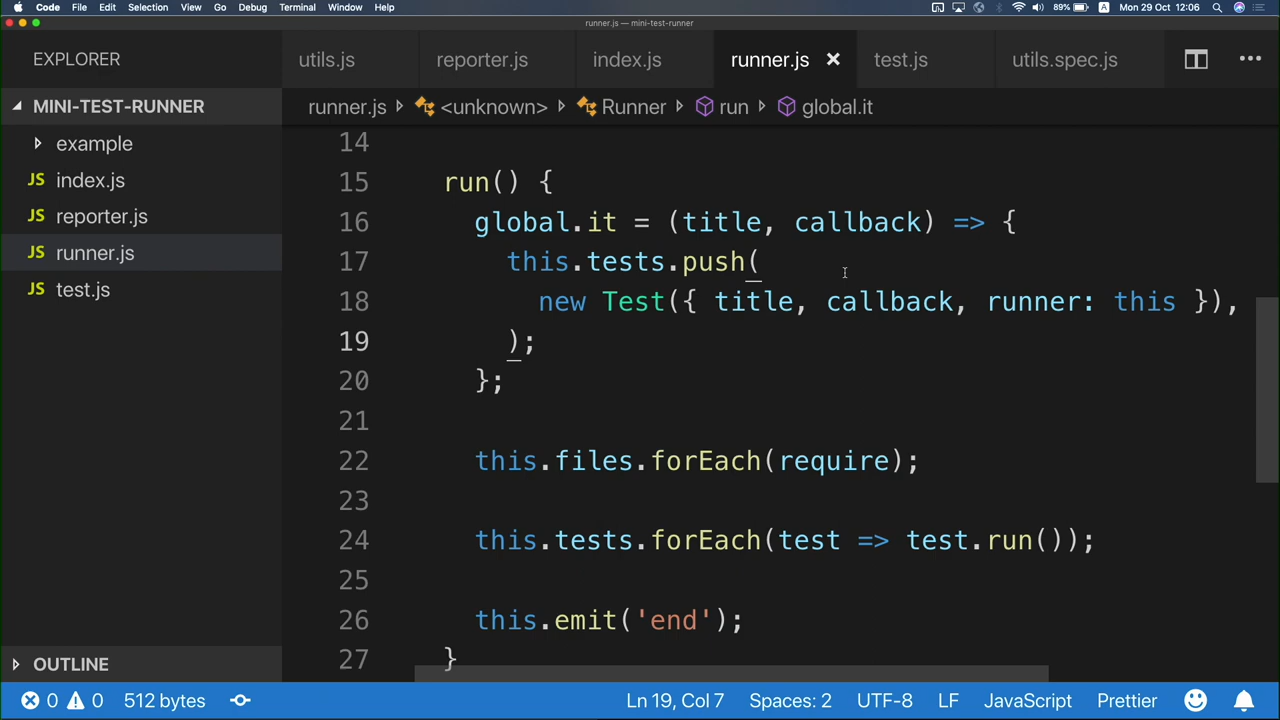 Code File Edit Selection View Go Debug Terminal Window Help 89% A Mon 29 Oct 12:06
runner.js — mini-test-runner
EXPLORER
utils.js reporter.js index.js runner.js × test.js utils.spec.js
MINI-TEST-RUNNER
runner.js <unknown> Runner run global.it
example
JS index.js
JS reporter.js
JS runner.js
JS test.js
14
15 run() {
16 global.it = (title, callback) => {
17 this.tests.push(
18 new Test({ title, callback, runner: this }),
19 );
20 };
21
22 this.files.forEach(require);
23
24 this.tests.forEach(test => test.run());
25
26 this.emit('end');
27 }
OUTLINE
0 0 512 bytes Ln 19, Col 7 Spaces: 2 UTF-8 LF JavaScript Prettier